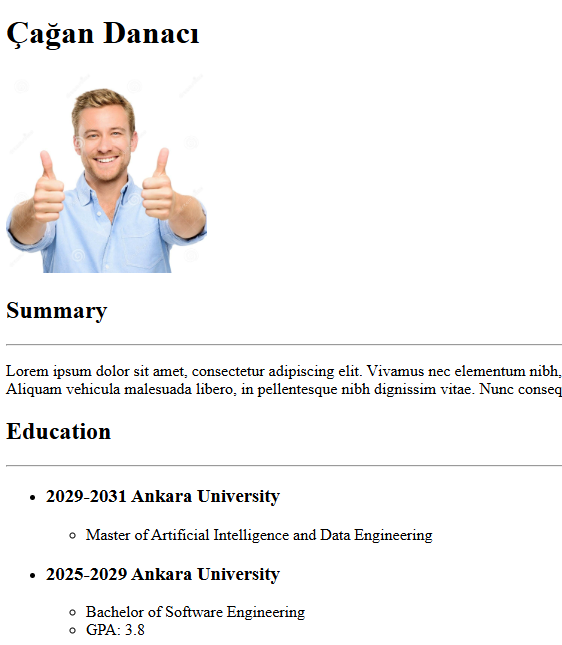 Çağan Danacı
Summary
Lorem ipsum dolor sit amet, consectetur adipiscing elit. Vivamus nec elementum nibh,
Aliquam vehicula malesuada libero, in pellentesque nibh dignissim vitae. Nunc conseq
Education
2029-2031 Ankara University
Master of Artificial Intelligence and Data Engineering
2025-2029 Ankara University
Bachelor of Software Engineering
GPA: 3.8